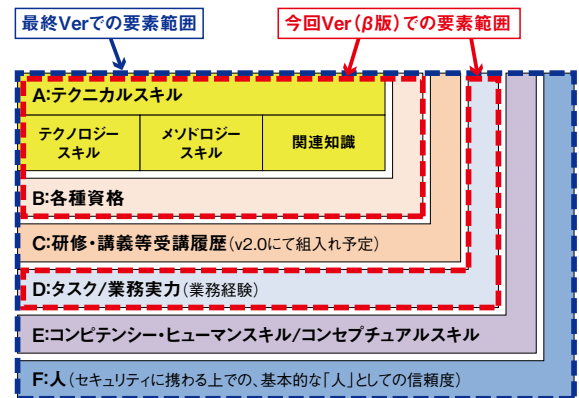 最終Verでの要素範囲
今回Ver(β版)での要素範囲
A:テクニカルスキル
テクノロジー
スキル
メソドロジー
スキル
関連知識
B:各種資格
C:研修・講義等受講履歴(v2.0にて組入れ予定)
D:タスク/業務実力(業務経験)
E:コンピテンシー・ヒューマンスキル/コンセプチュアルスキル
F:人(セキュリティに携わる上での、基本的な「人」としての信頼度)